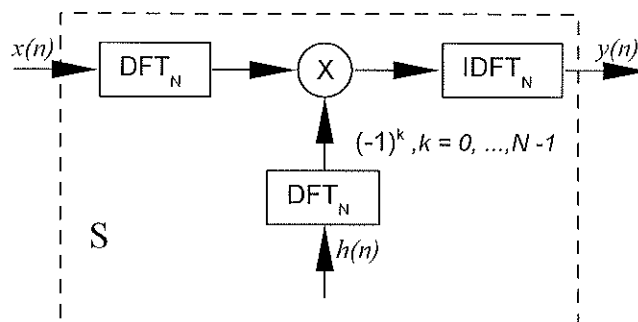 x(n)
y(n)
DFT_N
X
IDFT_N
(-1)^k ,k = 0, ...,N -1
DFT_N
S
h(n)